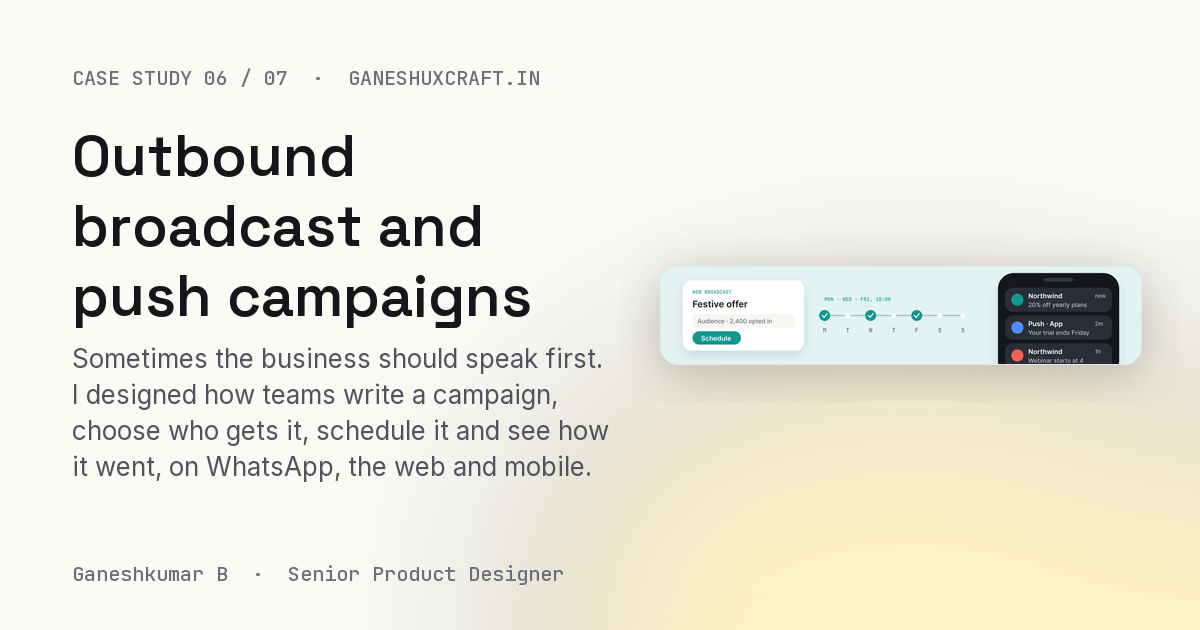 CASE STUDY 06 / 07 · GANESHUXCRAFT.IN
Outbound
broadcast and
push campaigns
Sometimes the business should speak first.
I designed how teams write a campaign,
choose who gets it, schedule it and see how
it went, on WhatsApp, the web and mobile.
NEW BROADCAST
Festive offer
Audience · 2,400 opted in
Schedule
MON · WED · FRI, 10:00
M T W T F S S
Northwind now
20% off yearly plans
Push · App 2m
Your trial ends Friday
Northwind 1h
Webinar starts at 4
Ganeshkumar B · Senior Product Designer